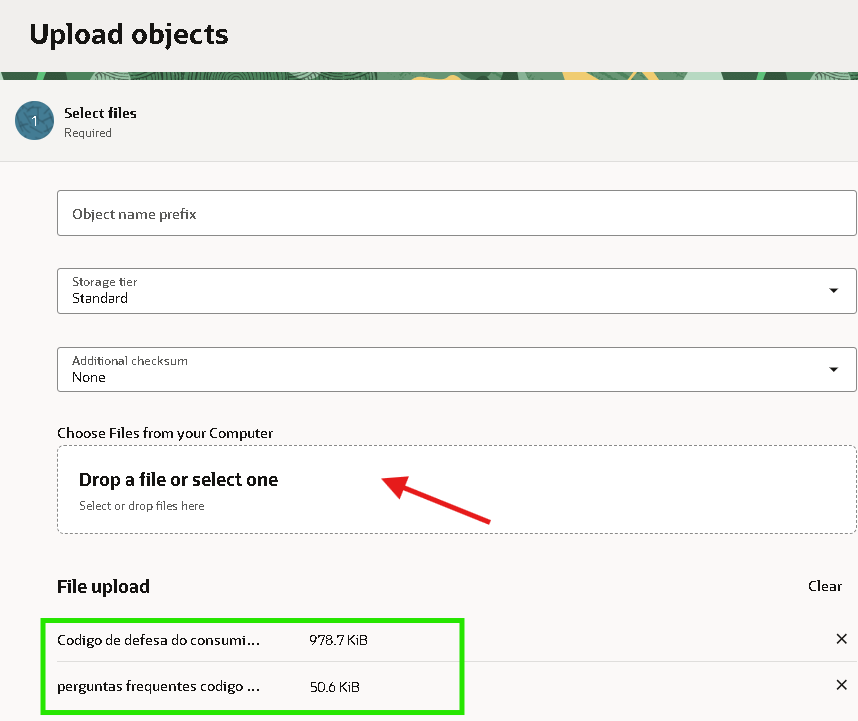 Upload objects
1
Select files
Required
Object name prefix
Storage tier
Standard
Additional checksum
None
Choose Files from your Computer
Drop a file or select one
Select or drop files here
File upload
Clear
Codigo de defesa do consumi... 978.7 KiB
perguntas frequentes codigo ... 50.6 KiB